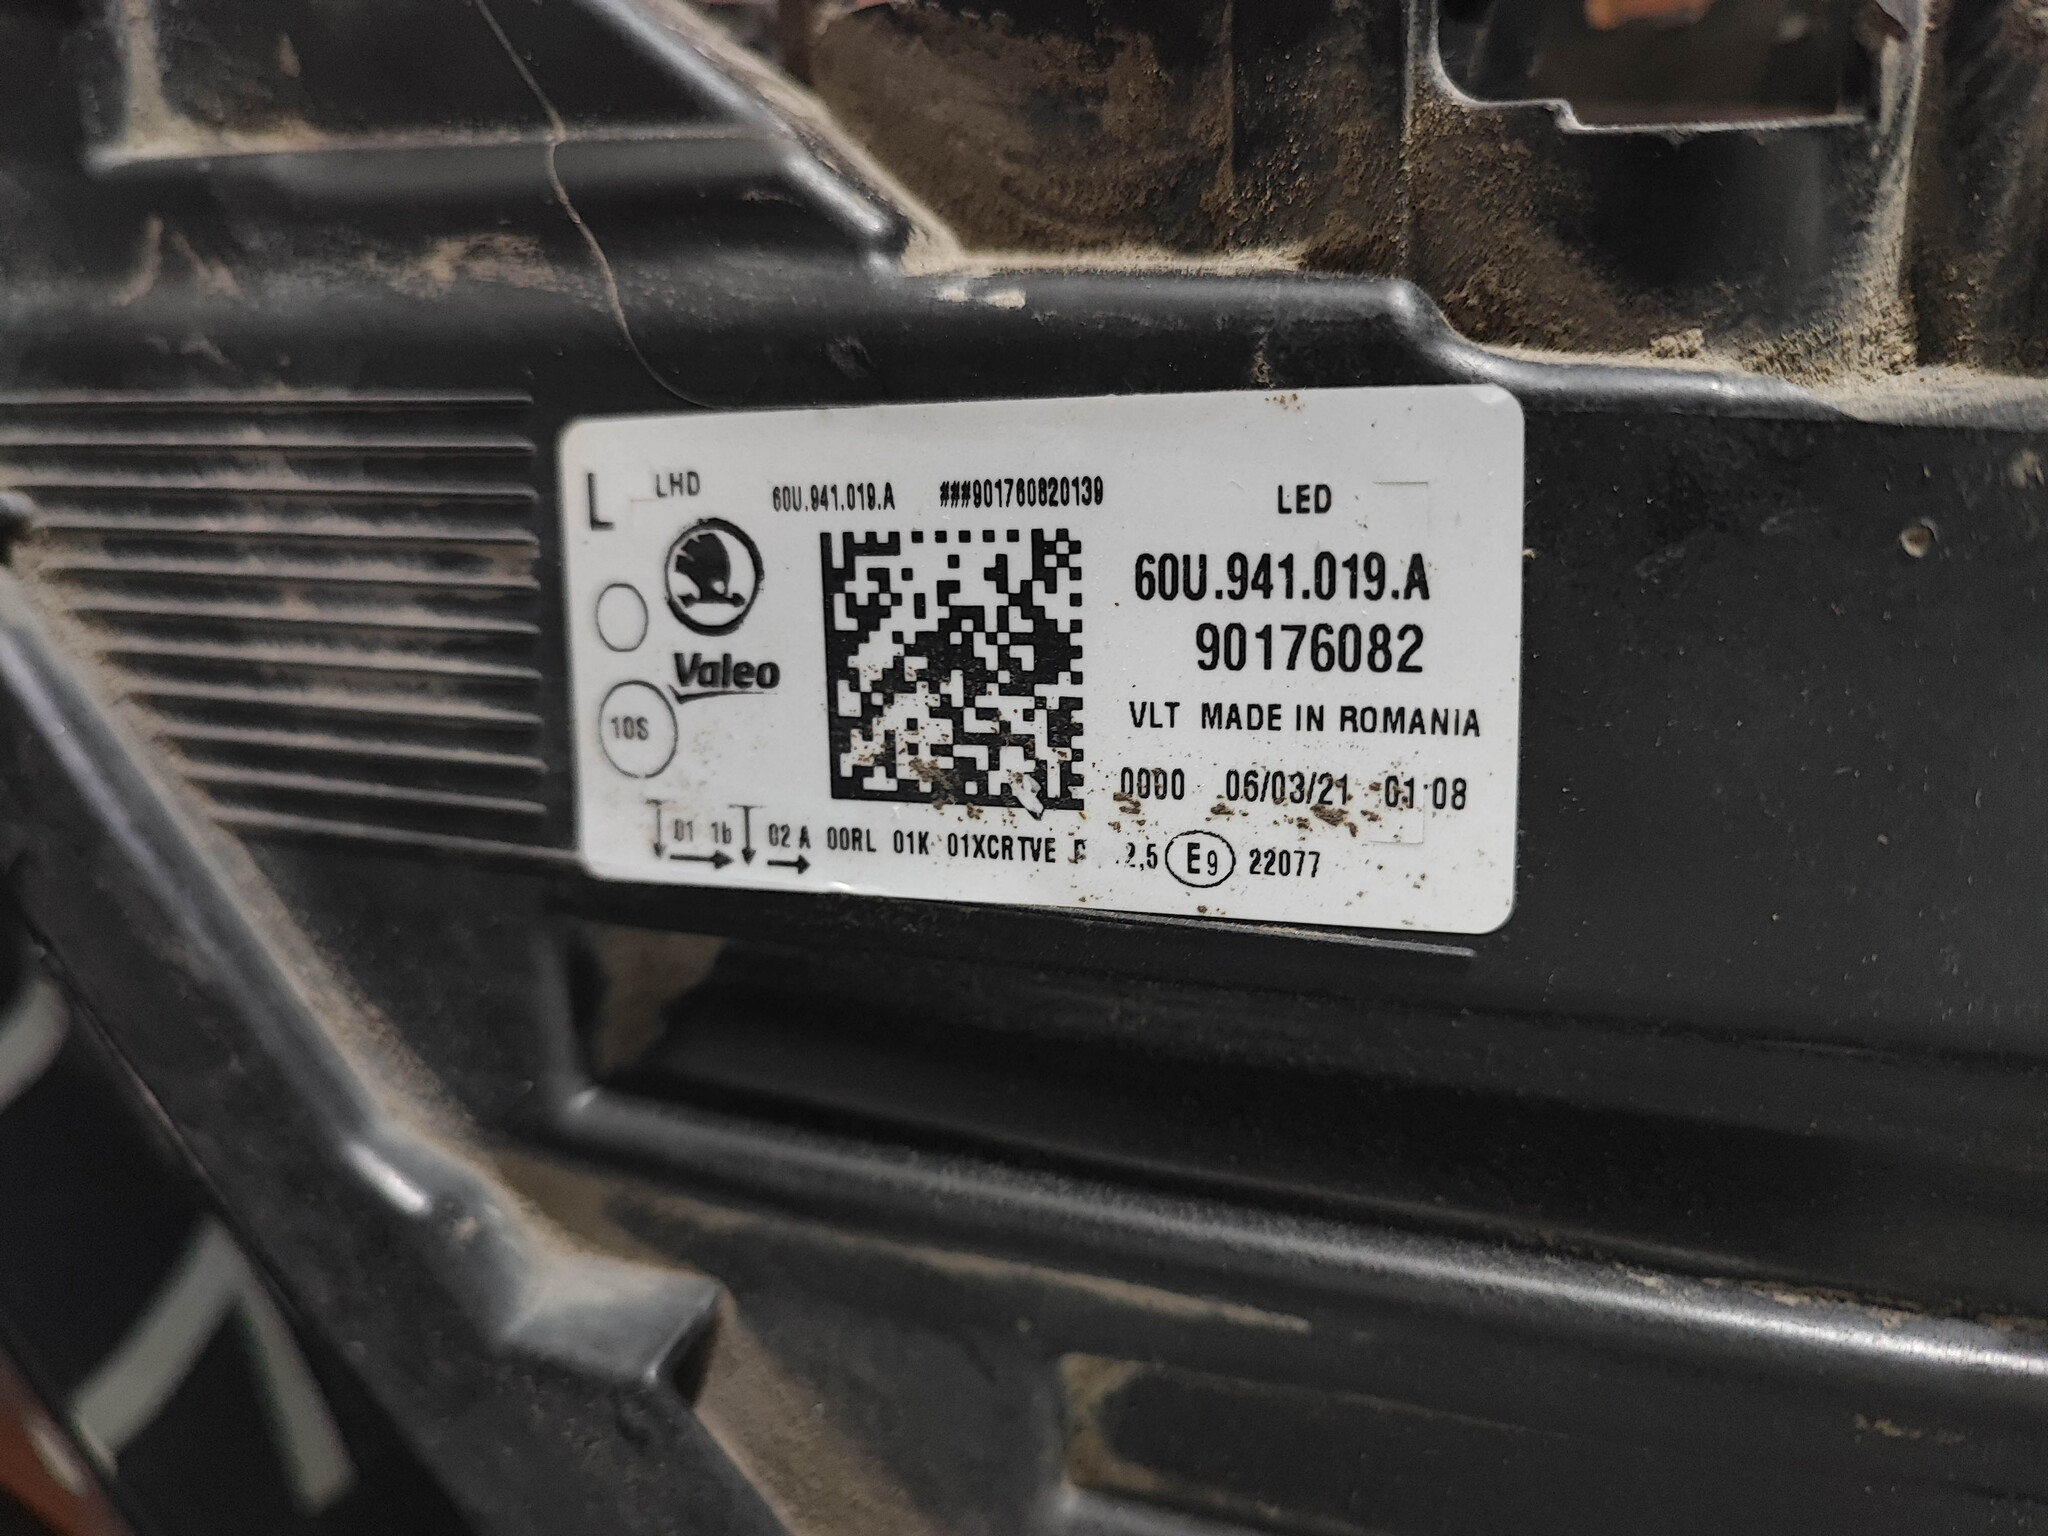 L LHD 60U.941.019.A ###901760820139 LED
60U.941.019.A
90176082
Valeo
VLT MADE IN ROMANIA
10S
0000 06/03/21 01:08
01 1b 02 A 00RL 01K 01XCRTVE 2,5 E9 22077